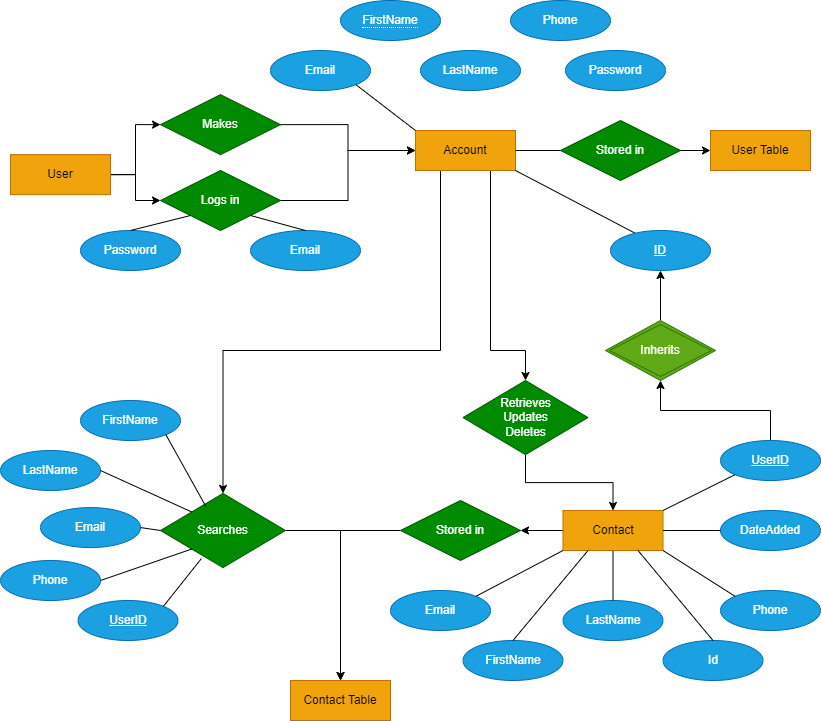 FirstName
Phone
Email
LastName
Password
Makes
Account
Stored in
User Table
User
Logs in
Password
Email
ID
Inherits
Retrieves
Updates
Deletes
FirstName
LastName
UserID
Email
Searches
Stored in
Contact
DateAdded
Phone
UserID
Email
LastName
Phone
FirstName
Id
Contact Table